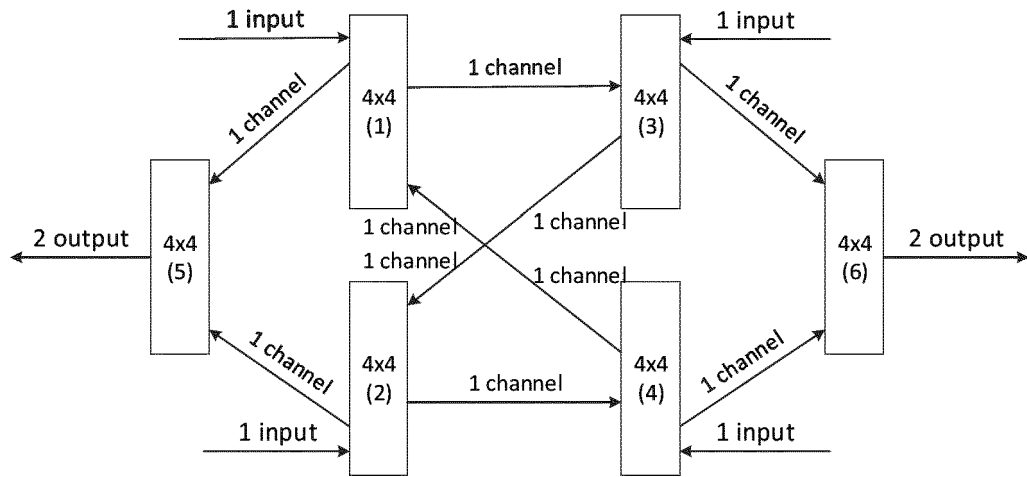 1 input
1 input
1 channel
1 channel
1 channel
4x4
(1)
4x4
(3)
1 channel
1 channel
2 output
4x4
(5)
4x4
(6)
2 output
1 channel
1 channel
1 channel
1 channel
4x4
(2)
1 channel
4x4
(4)
1 input
1 input